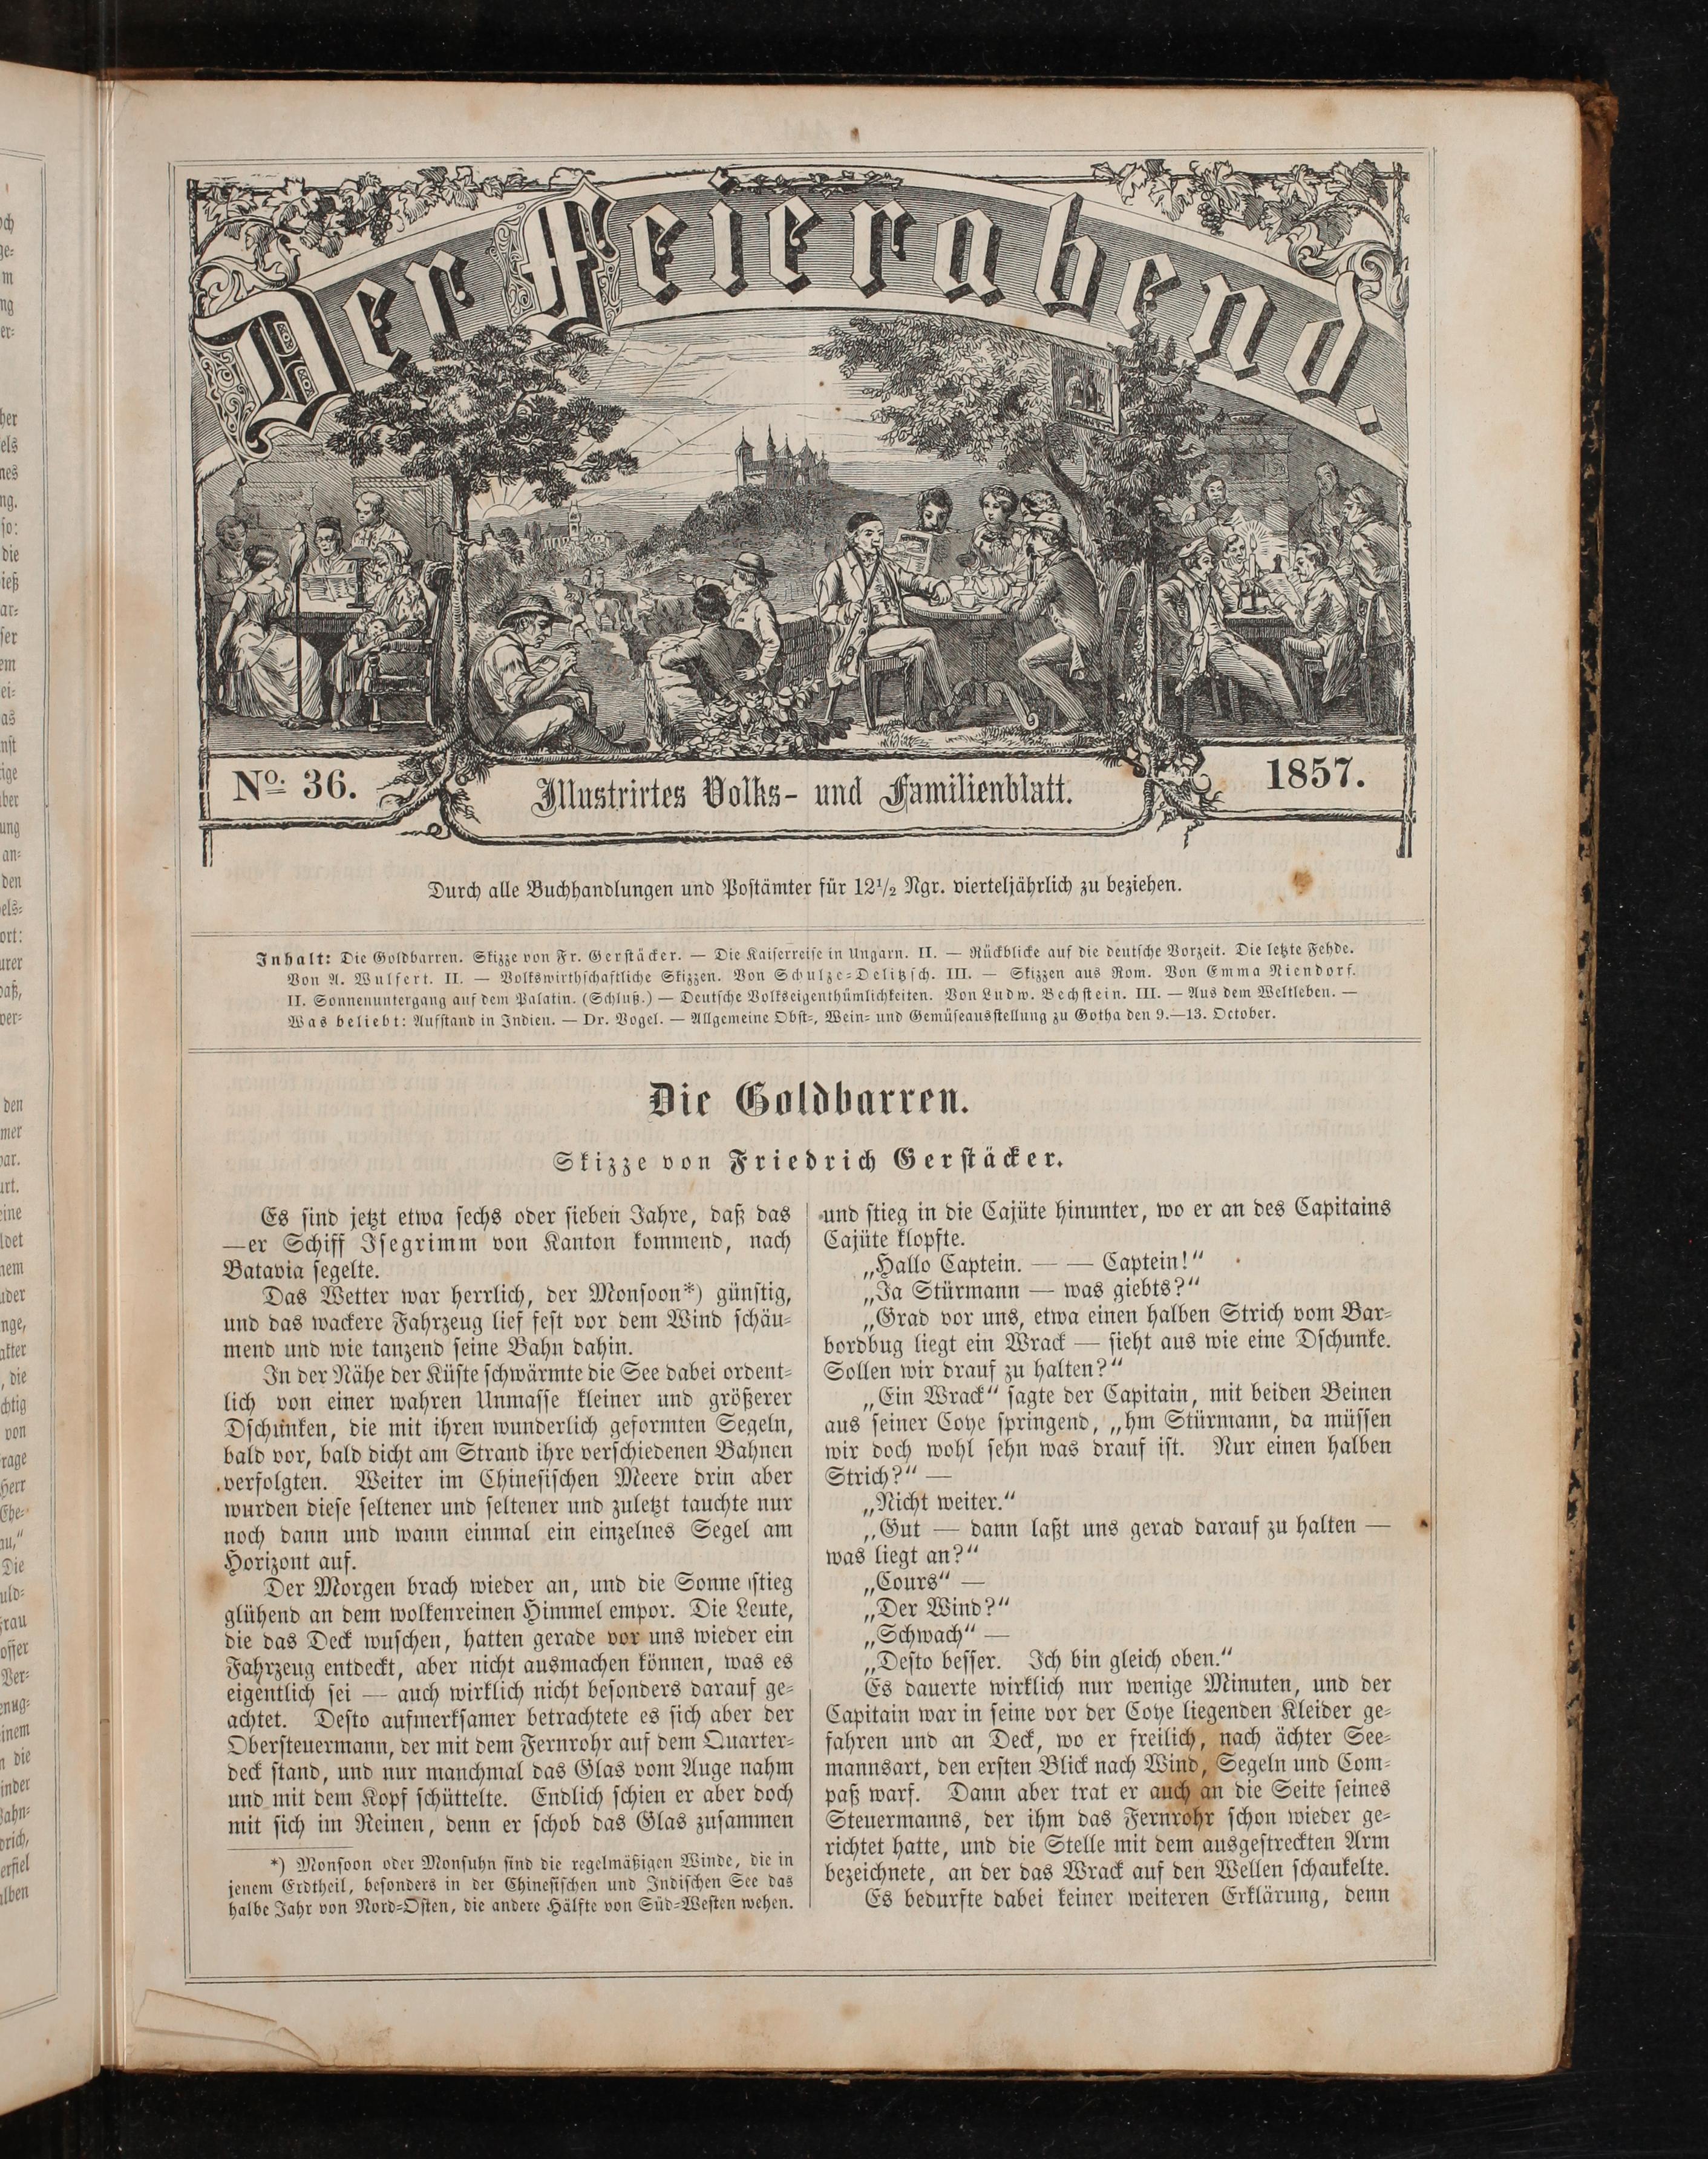 Der Feierabend.
No. 36.
Illustrirtes Volks- und Familienblatt.
1857.
Durch alle Buchhandlungen und Postämter für 12½ Ngr. vierteljährlich zu beziehen.
Inhalt: Die Goldbarren. Skizze von Fr. Gerstäcker. — Die Kaiserreise in Ungarn. II. — Rückblicke auf die deutsche Vorzeit. Die letzte Fehde.
Von A. Wulfert. II. — Volkswirthschaftliche Skizzen. Von Schulze-Delitzsch. III. — Skizzen aus Rom. Von Emma Niendorf.
II. Sonnenuntergang auf dem Palatin. (Schluß.) — Deutsche Volkseigenthümlichkeiten. Von Ludw. Bechstein. III. — Aus dem Weltleben. —
Was beliebt: Aufstand in Indien. — Dr. Vogel. — Allgemeine Obst-, Wein- und Gemüseausstellung zu Gotha den 9.—13. October.
Die Goldbarren.
Skizze von Friedrich Gerstäcker.
Es sind jetzt etwa sechs oder sieben Jahre, daß das
—er Schiff Isegrimm von Kanton kommend, nach
Batavia segelte.
Das Wetter war herrlich, der Monsoon*) günstig,
und das wackere Fahrzeug lief fest vor dem Wind schäu-
mend und wie tanzend seine Bahn dahin.
In der Nähe der Küste schwärmte die See dabei ordent-
lich von einer wahren Unmasse kleiner und größerer
Dschunken, die mit ihren wunderlich geformten Segeln,
bald vor, bald dicht am Strand ihre verschiedenen Bahnen
verfolgten. Weiter im Chinesischen Meere drin aber
wurden diese seltener und seltener und zuletzt tauchte nur
noch dann und wann einmal ein einzelnes Segel am
Horizont auf.
Der Morgen brach wieder an, und die Sonne stieg
glühend an dem wolkenreinen Himmel empor. Die Leute,
die das Deck wuschen, hatten gerade vor uns wieder ein
Fahrzeug entdeckt, aber nicht ausmachen können, was es
eigentlich sei — auch wirklich nicht besonders darauf ge-
achtet. Desto aufmerksamer betrachtete es sich aber der
Obersteuermann, der mit dem Fernrohr auf dem Quarter-
deck stand, und nur manchmal das Glas vom Auge nahm
und mit dem Kopf schüttelte. Endlich schien er aber doch
mit sich im Reinen, denn er schob das Glas zusammen
*) Monsoon oder Monsuhn sind die regelmäßigen Winde, die in
jenem Erdtheil, besonders in der Chinesischen und Indischen See das
halbe Jahr von Nord-Osten, die andere Hälfte von Süd-Westen wehen.
und stieg in die Cajüte hinunter, wo er an des Capitains
Cajüte klopfte.
„Hallo Captein. — — Captein!“
„Ja Stürmann — was giebts?“
„Grad vor uns, etwa einen halben Strich vom Bar-
bordbug liegt ein Wrack — sieht aus wie eine Dschunke.
Sollen wir drauf zu halten?“
„Ein Wrack“ sagte der Capitain, mit beiden Beinen
aus seiner Coye springend, „hm Stürmann, da müssen
wir doch wohl sehn was drauf ist. Nur einen halben
Strich?“ —
„Nicht weiter.“
„Gut — dann laßt uns gerad darauf zu halten —
was liegt an?“
„Cours“ —
„Der Wind?“
„Schwach“ —
„Desto besser. Ich bin gleich oben.“
Es dauerte wirklich nur wenige Minuten, und der
Capitain war in seine vor der Coye liegenden Kleider ge-
fahren und an Deck, wo er freilich, nach ächter See-
mannsart, den ersten Blick nach Wind, Segeln und Com-
paß warf. Dann aber trat er auch an die Seite seines
Steuermanns, der ihm das Fernrohr schon wieder ge-
richtet hatte, und die Stelle mit dem ausgestreckten Arm
bezeichnete, an der das Wrack auf den Wellen schaukelte.
Es bedurfte dabei keiner weiteren Erklärung, denn